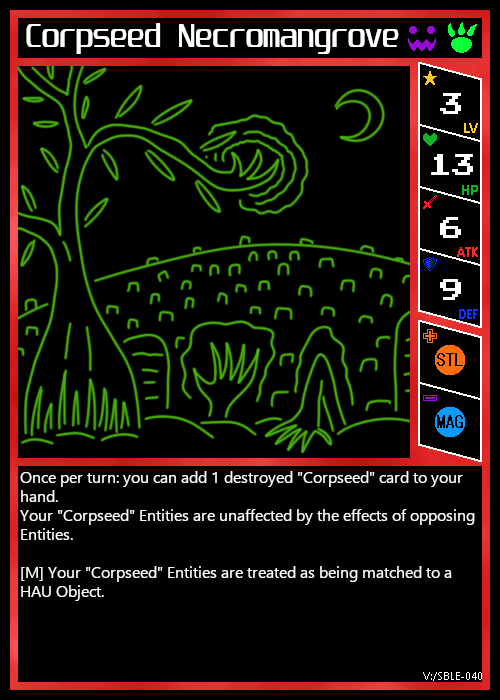 Corpseed Necromangrove
3
LV
13
HP
6
ATK
9
DEF
STL
MAG
Once per turn: you can add 1 destroyed "Corpseed" card to your
hand.
Your "Corpseed" Entities are unaffected by the effects of opposing
Entities.
[M] Your "Corpseed" Entities are treated as being matched to a
HAU Object.
V:/SBLE-040